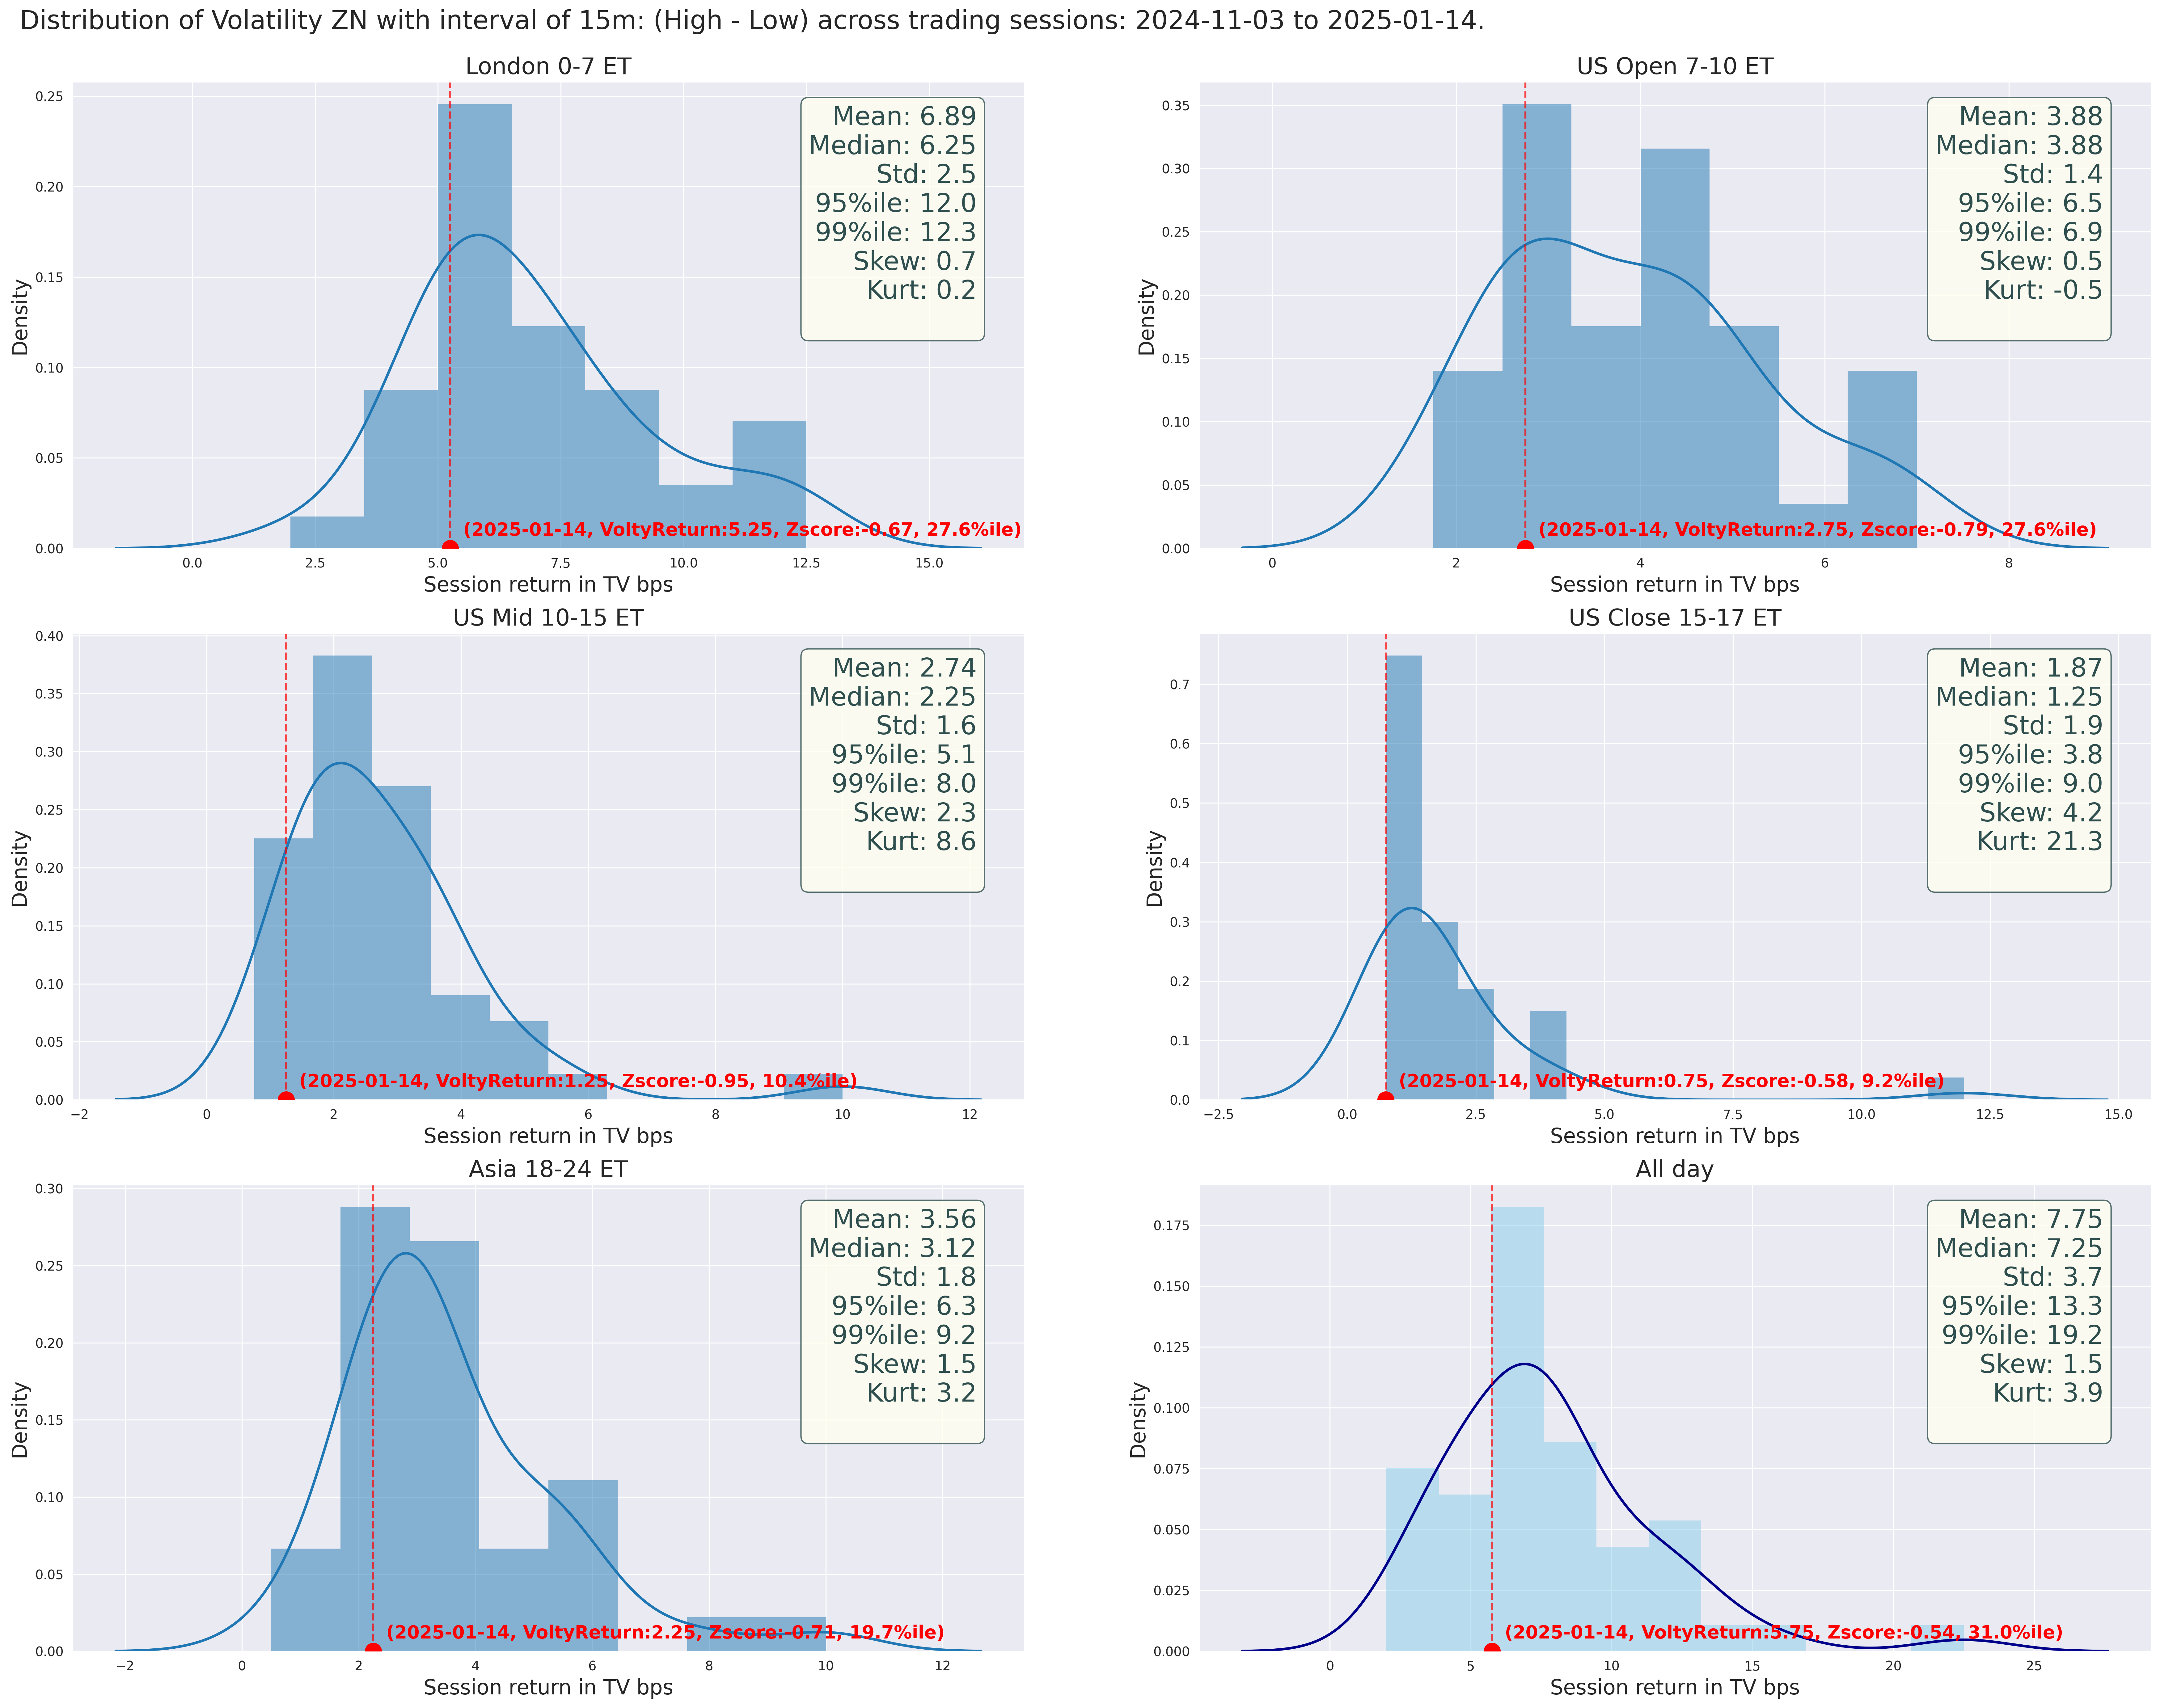 Distribution of Volatility ZN with interval of 15m: (High - Low) across trading sessions: 2024-11-03 to 2025-01-14.
London 0-7 ET
Density
0.25
0.20
0.15
0.10
0.05
0.00
Mean: 6.89
Median: 6.25
Std: 2.5
95%ile: 12.0
99%ile: 12.3
Skew: 0.7
Kurt: 0.2
(2025-01-14, VoltyReturn:5.25, Zscore:-0.67, 27.6%ile)
0.0 2.5 5.0 7.5 10.0 12.5 15.0
Session return in TV bps
US Open 7-10 ET
Density
0.35
0.30
0.25
0.20
0.15
0.10
0.05
0.00
Mean: 3.88
Median: 3.88
Std: 1.4
95%ile: 6.5
99%ile: 6.9
Skew: 0.5
Kurt: -0.5
(2025-01-14, VoltyReturn:2.75, Zscore:-0.79, 27.6%ile)
0 2 4 6 8
Session return in TV bps
US Mid 10-15 ET
Density
0.40
0.35
0.30
0.25
0.20
0.15
0.10
0.05
0.00
Mean: 2.74
Median: 2.25
Std: 1.6
95%ile: 5.1
99%ile: 8.0
Skew: 2.3
Kurt: 8.6
(2025-01-14, VoltyReturn:1.25, Zscore:-0.95, 10.4%ile)
−2 0 2 4 6 8 10 12
Session return in TV bps
US Close 15-17 ET
Density
0.7
0.6
0.5
0.4
0.3
0.2
0.1
0.0
Mean: 1.87
Median: 1.25
Std: 1.9
95%ile: 3.8
99%ile: 9.0
Skew: 4.2
Kurt: 21.3
(2025-01-14, VoltyReturn:0.75, Zscore:-0.58, 9.2%ile)
−2.5 0.0 2.5 5.0 7.5 10.0 12.5 15.0
Session return in TV bps
Asia 18-24 ET
Density
0.30
0.25
0.20
0.15
0.10
0.05
0.00
Mean: 3.56
Median: 3.12
Std: 1.8
95%ile: 6.3
99%ile: 9.2
Skew: 1.5
Kurt: 3.2
(2025-01-14, VoltyReturn:2.25, Zscore:-0.71, 19.7%ile)
−2 0 2 4 6 8 10 12
Session return in TV bps
All day
Density
0.175
0.150
0.125
0.100
0.075
0.050
0.025
0.000
Mean: 7.75
Median: 7.25
Std: 3.7
95%ile: 13.3
99%ile: 19.2
Skew: 1.5
Kurt: 3.9
(2025-01-14, VoltyReturn:5.75, Zscore:-0.54, 31.0%ile)
0 5 10 15 20 25
Session return in TV bps